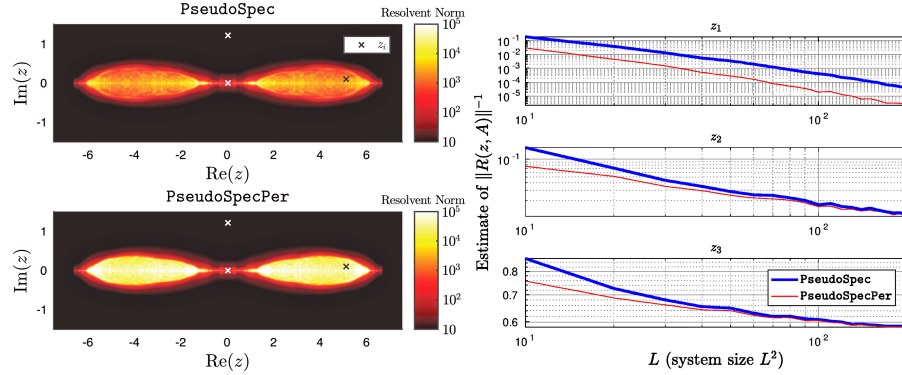 PseudoSpec
Resolvent Norm
10^5
10^4
10^3
10^2
10
1
0
-1
Im(z)
× z_i
-6 -4 -2 0 2 4 6
Re(z)
PseudoSpecPer
Resolvent Norm
10^5
10^4
10^3
10^2
10
1
0
-1
Im(z)
-6 -4 -2 0 2 4 6
Re(z)
Estimate of ‖R(z, A)‖^{-1}
z_1
10^{-1}
10^{-2}
10^{-3}
10^{-4}
10^{-5}
10^1 10^2
z_2
10^{-1}
10^1 10^2
z_3
0.8
0.7
0.6
PseudoSpec
PseudoSpecPer
10^1 10^2
L (system size L^2)